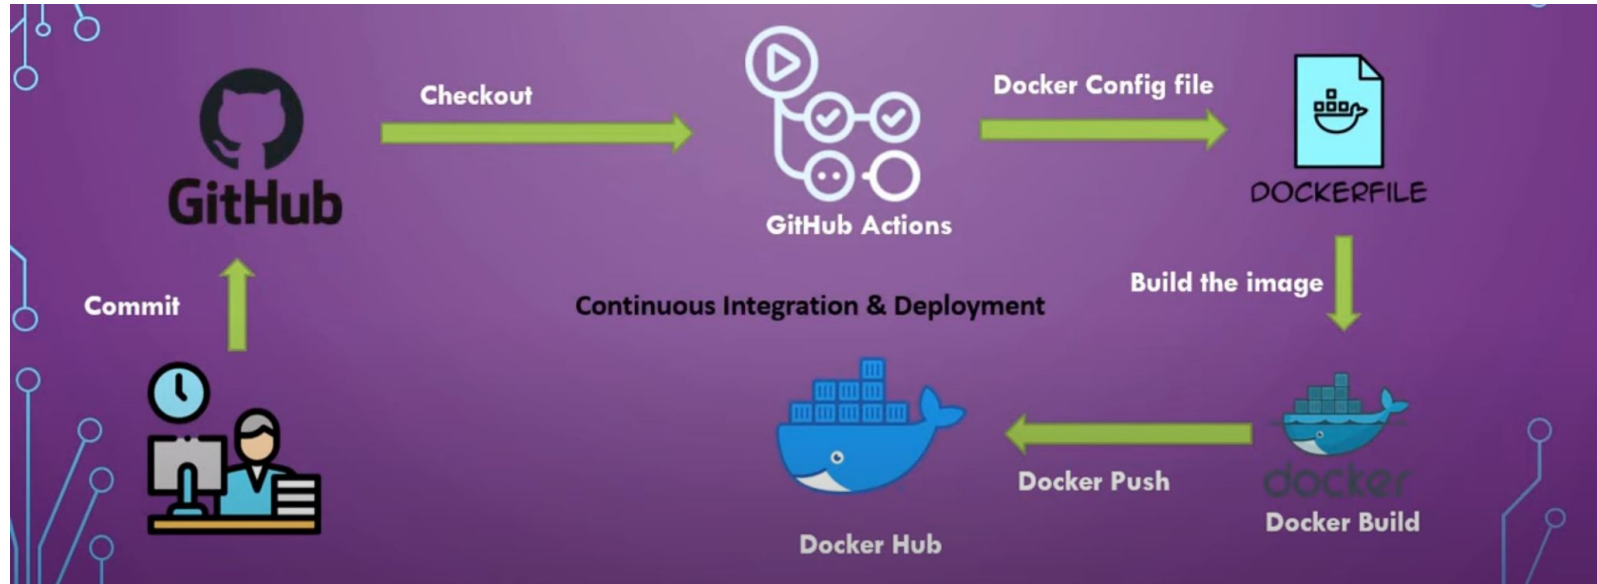 Checkout
Docker Config file
GitHub
DOCKERFILE
GitHub Actions
Commit
Continuous Integration & Deployment
Build the image
Docker Push
docker
Docker Build
Docker Hub